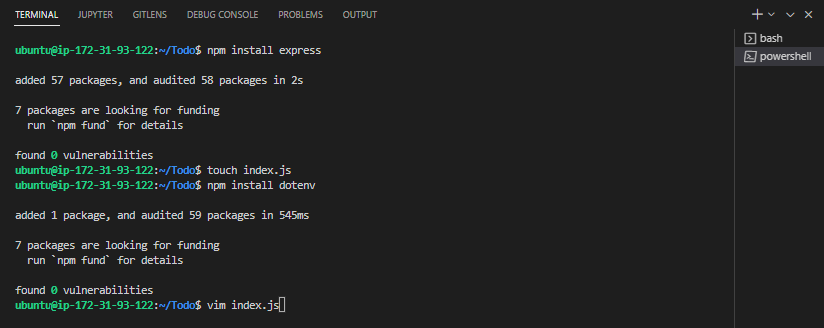 TERMINAL JUPYTER GITLENS DEBUG CONSOLE PROBLEMS OUTPUT
bash
powershell
ubuntu@ip-172-31-93-122:~/Todo$ npm install express
added 57 packages, and audited 58 packages in 2s
7 packages are looking for funding
  run `npm fund` for details
found 0 vulnerabilities
ubuntu@ip-172-31-93-122:~/Todo$ touch index.js
ubuntu@ip-172-31-93-122:~/Todo$ npm install dotenv
added 1 package, and audited 59 packages in 545ms
7 packages are looking for funding
  run `npm fund` for details
found 0 vulnerabilities
ubuntu@ip-172-31-93-122:~/Todo$ vim index.js